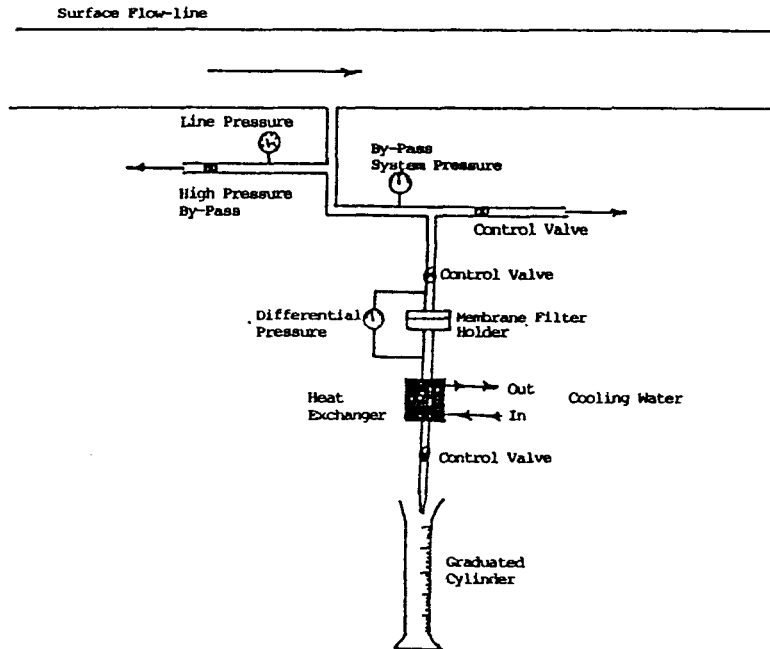 Surface Flow-line
Line Pressure
By-Pass
System Pressure
High Pressure
By-Pass
Control Valve
Control Valve
Differential
Pressure
Membrane Filter
Holder
Heat
Exchanger
Out
In
Cooling Water
Control Valve
Graduated
Cylinder